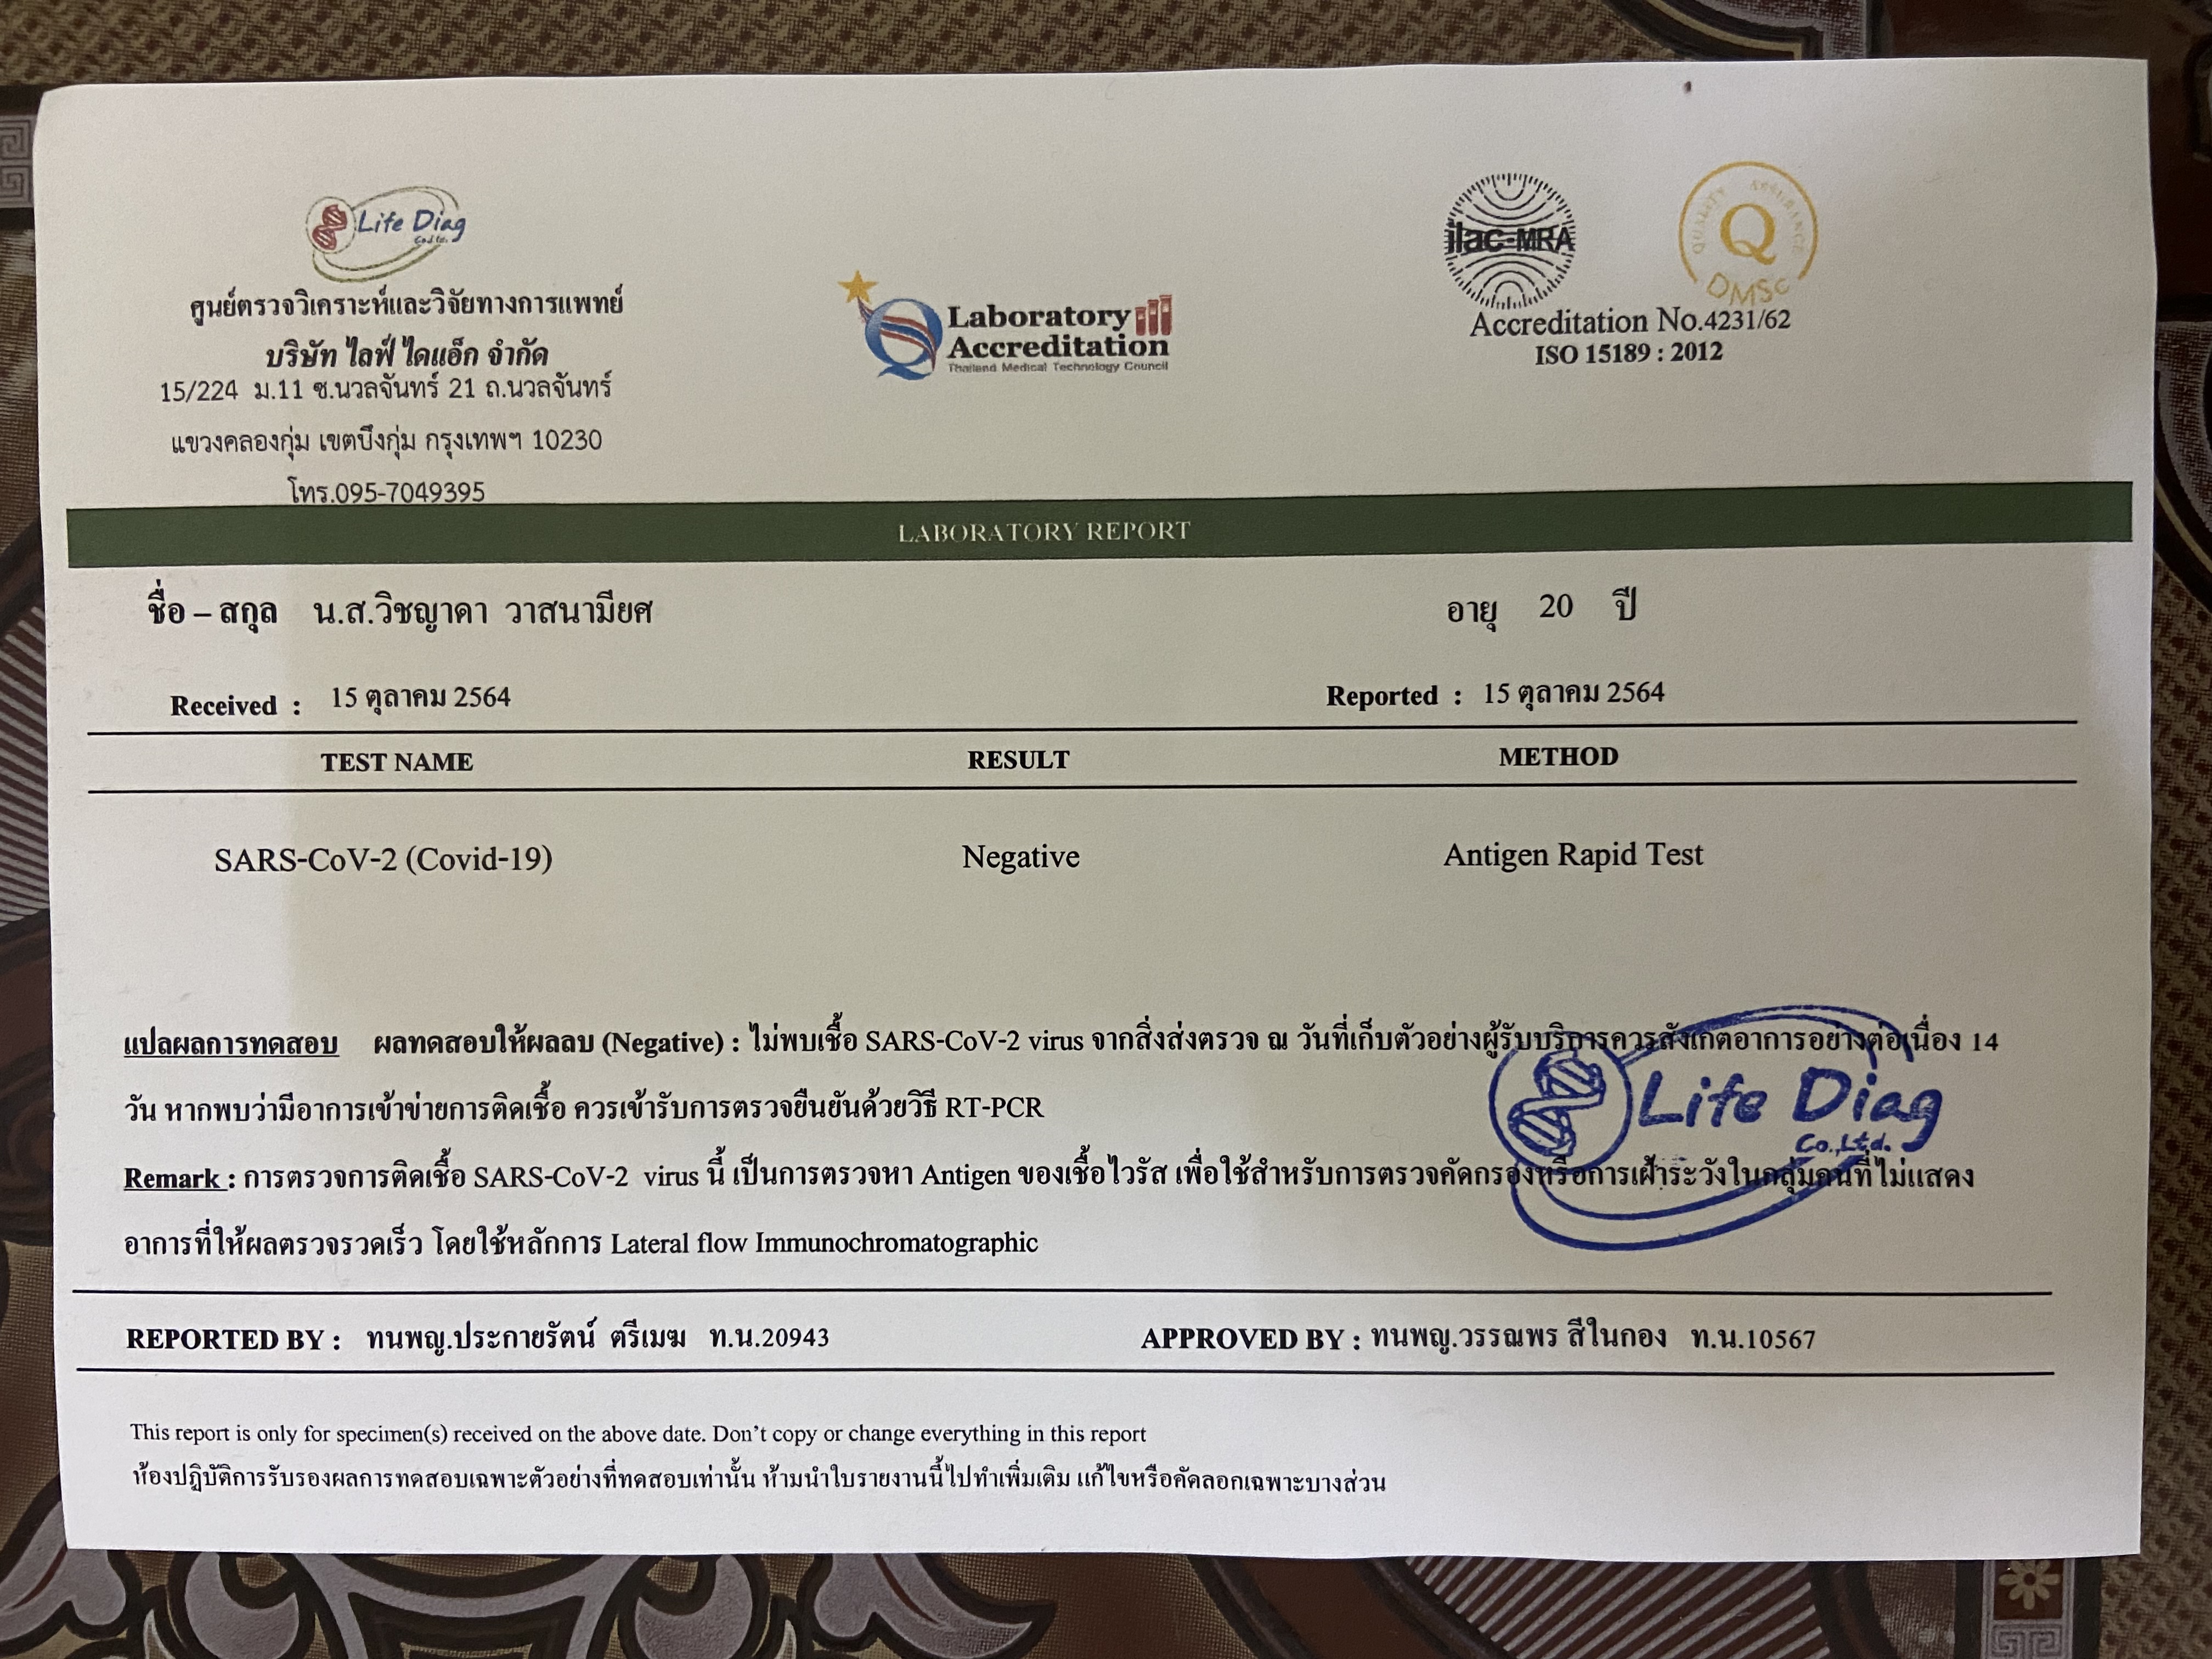 Life Diag
Co.,Ltd.
ศูนย์ตรวจวิเคราะห์และวิจัยทางการแพทย์
บริษัท ไลฟ์ ไดแอ็ก จำกัด
15/224 ม.11 ซ.นวลจันทร์ 21 ถ.นวลจันทร์
แขวงคลองกุ่ม เขตบึงกุ่ม กรุงเทพฯ 10230
โทร.095-7049395
Laboratory
Accreditation
Thailand Medical Technology Council
ilac-MRA
QUALITY ASSURANCE
Q
DMSc
Accreditation No.4231/62
ISO 15189 : 2012
LABORATORY REPORT
ชื่อ – สกุล น.ส.วิชญาดา วาสนามียศ อายุ 20 ปี
Received : 15 ตุลาคม 2564 Reported : 15 ตุลาคม 2564
TEST NAME RESULT METHOD
SARS-CoV-2 (Covid-19) Negative Antigen Rapid Test
แปลผลการทดสอบ ผลทดสอบให้ผลลบ (Negative) : ไม่พบเชื้อ SARS-CoV-2 virus จากสิ่งส่งตรวจ ณ วันที่เก็บตัวอย่างผู้รับบริการควรสังเกตอาการอย่างต่อเนื่อง 14
วัน หากพบว่ามีอาการเข้าข่ายการติดเชื้อ ควรเข้ารับการตรวจยืนยันด้วยวิธี RT-PCR
Life Diag
Co.,Ltd.
Remark : การตรวจการติดเชื้อ SARS-CoV-2 virus นี้ เป็นการตรวจหา Antigen ของเชื้อไวรัส เพื่อใช้สำหรับการตรวจคัดกรองหรือการเฝ้าระวังในกลุ่มคนที่ไม่แสดง
อาการที่ให้ผลตรวจรวดเร็ว โดยใช้หลักการ Lateral flow Immunochromatographic
REPORTED BY : ทนพญ.ประกายรัตน์ ตรีเมฆ ท.น.20943 APPROVED BY : ทนพญ.วรรณพร สีในกอง ท.น.10567
This report is only for specimen(s) received on the above date. Don’t copy or change everything in this report
ห้องปฏิบัติการรับรองผลการทดสอบเฉพาะตัวอย่างที่ทดสอบเท่านั้น ห้ามนำใบรายงานนี้ไปทำเพิ่มเติม แก้ไขหรือคัดลอกเฉพาะบางส่วน